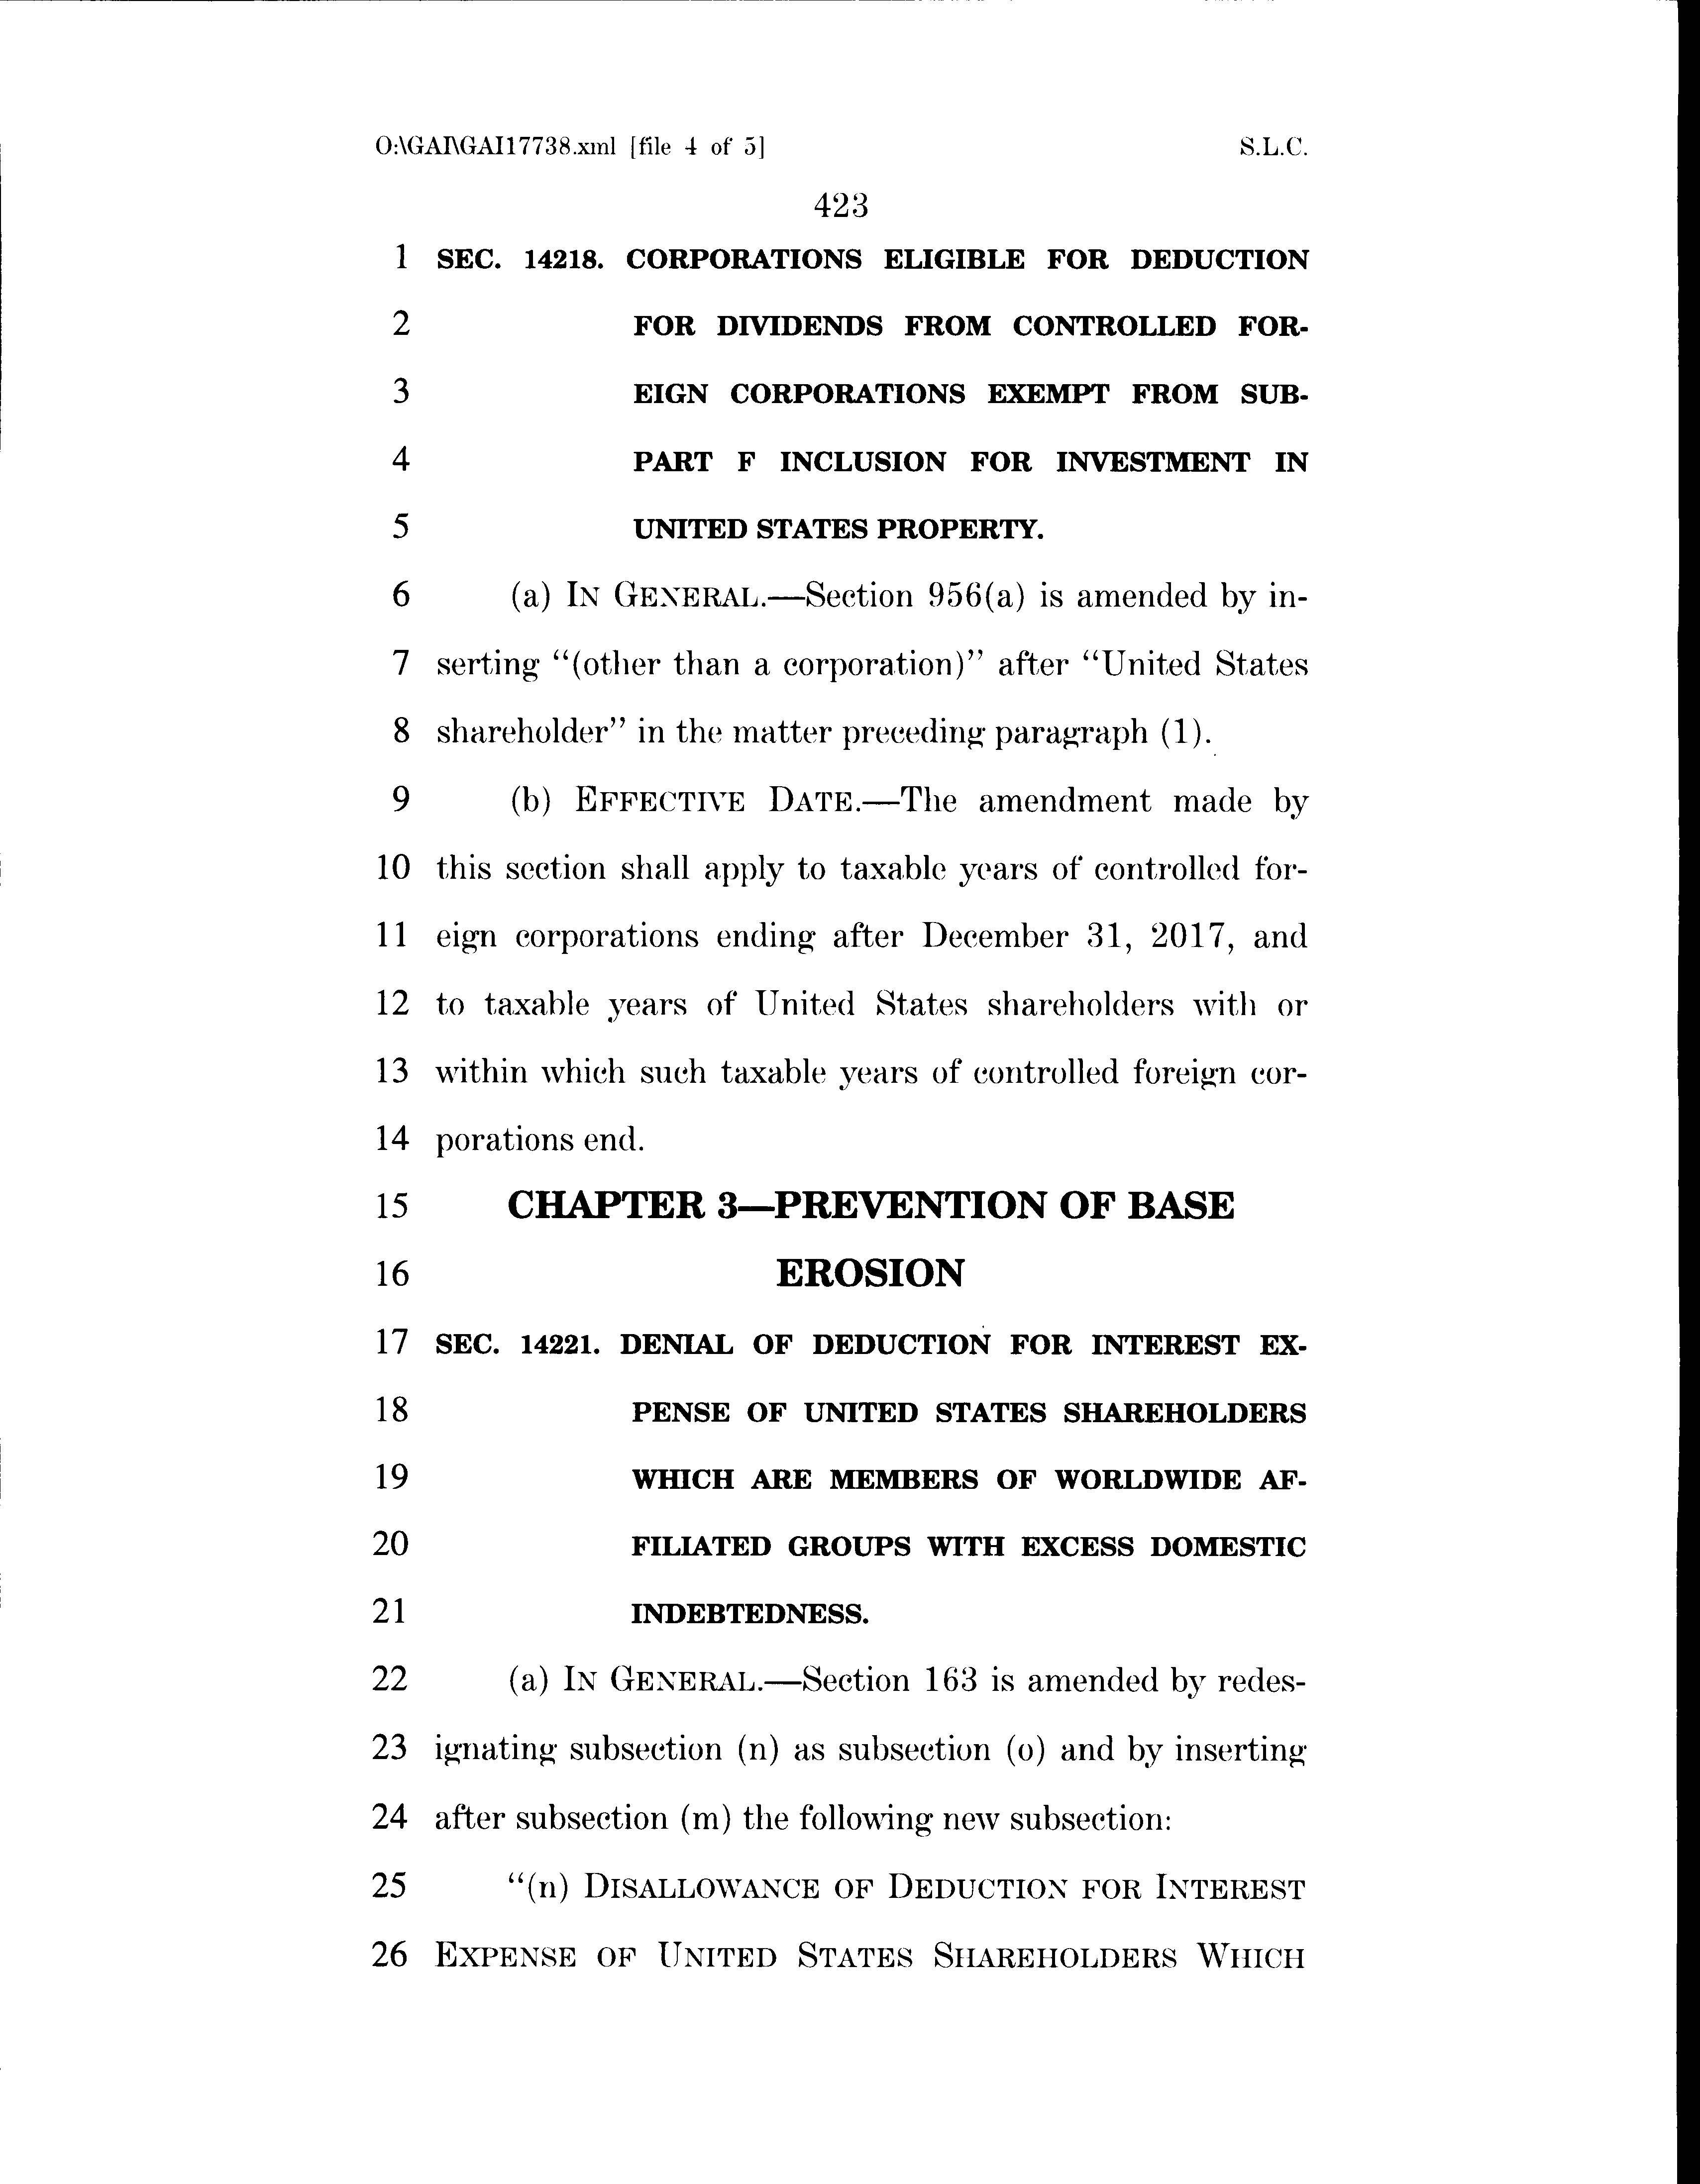 O:\GAI\GAI17738.xml [file 4 of 5] S.L.C.
423
1 SEC. 14218. CORPORATIONS ELIGIBLE FOR DEDUCTION
2 FOR DIVIDENDS FROM CONTROLLED FOR-
3 EIGN CORPORATIONS EXEMPT FROM SUB-
4 PART F INCLUSION FOR INVESTMENT IN
5 UNITED STATES PROPERTY.
6 (a) IN GENERAL.—Section 956(a) is amended by in-
7 serting “(other than a corporation)” after “United States
8 shareholder” in the matter preceding paragraph (1).
9 (b) EFFECTIVE DATE.—The amendment made by
10 this section shall apply to taxable years of controlled for-
11 eign corporations ending after December 31, 2017, and
12 to taxable years of United States shareholders with or
13 within which such taxable years of controlled foreign cor-
14 porations end.
15 CHAPTER 3—PREVENTION OF BASE
16 EROSION
17 SEC. 14221. DENIAL OF DEDUCTION FOR INTEREST EX-
18 PENSE OF UNITED STATES SHAREHOLDERS
19 WHICH ARE MEMBERS OF WORLDWIDE AF-
20 FILIATED GROUPS WITH EXCESS DOMESTIC
21 INDEBTEDNESS.
22 (a) IN GENERAL.—Section 163 is amended by redes-
23 ignating subsection (n) as subsection (o) and by inserting
24 after subsection (m) the following new subsection:
25 “(n) DISALLOWANCE OF DEDUCTION FOR INTEREST
26 EXPENSE OF UNITED STATES SHAREHOLDERS WHICH